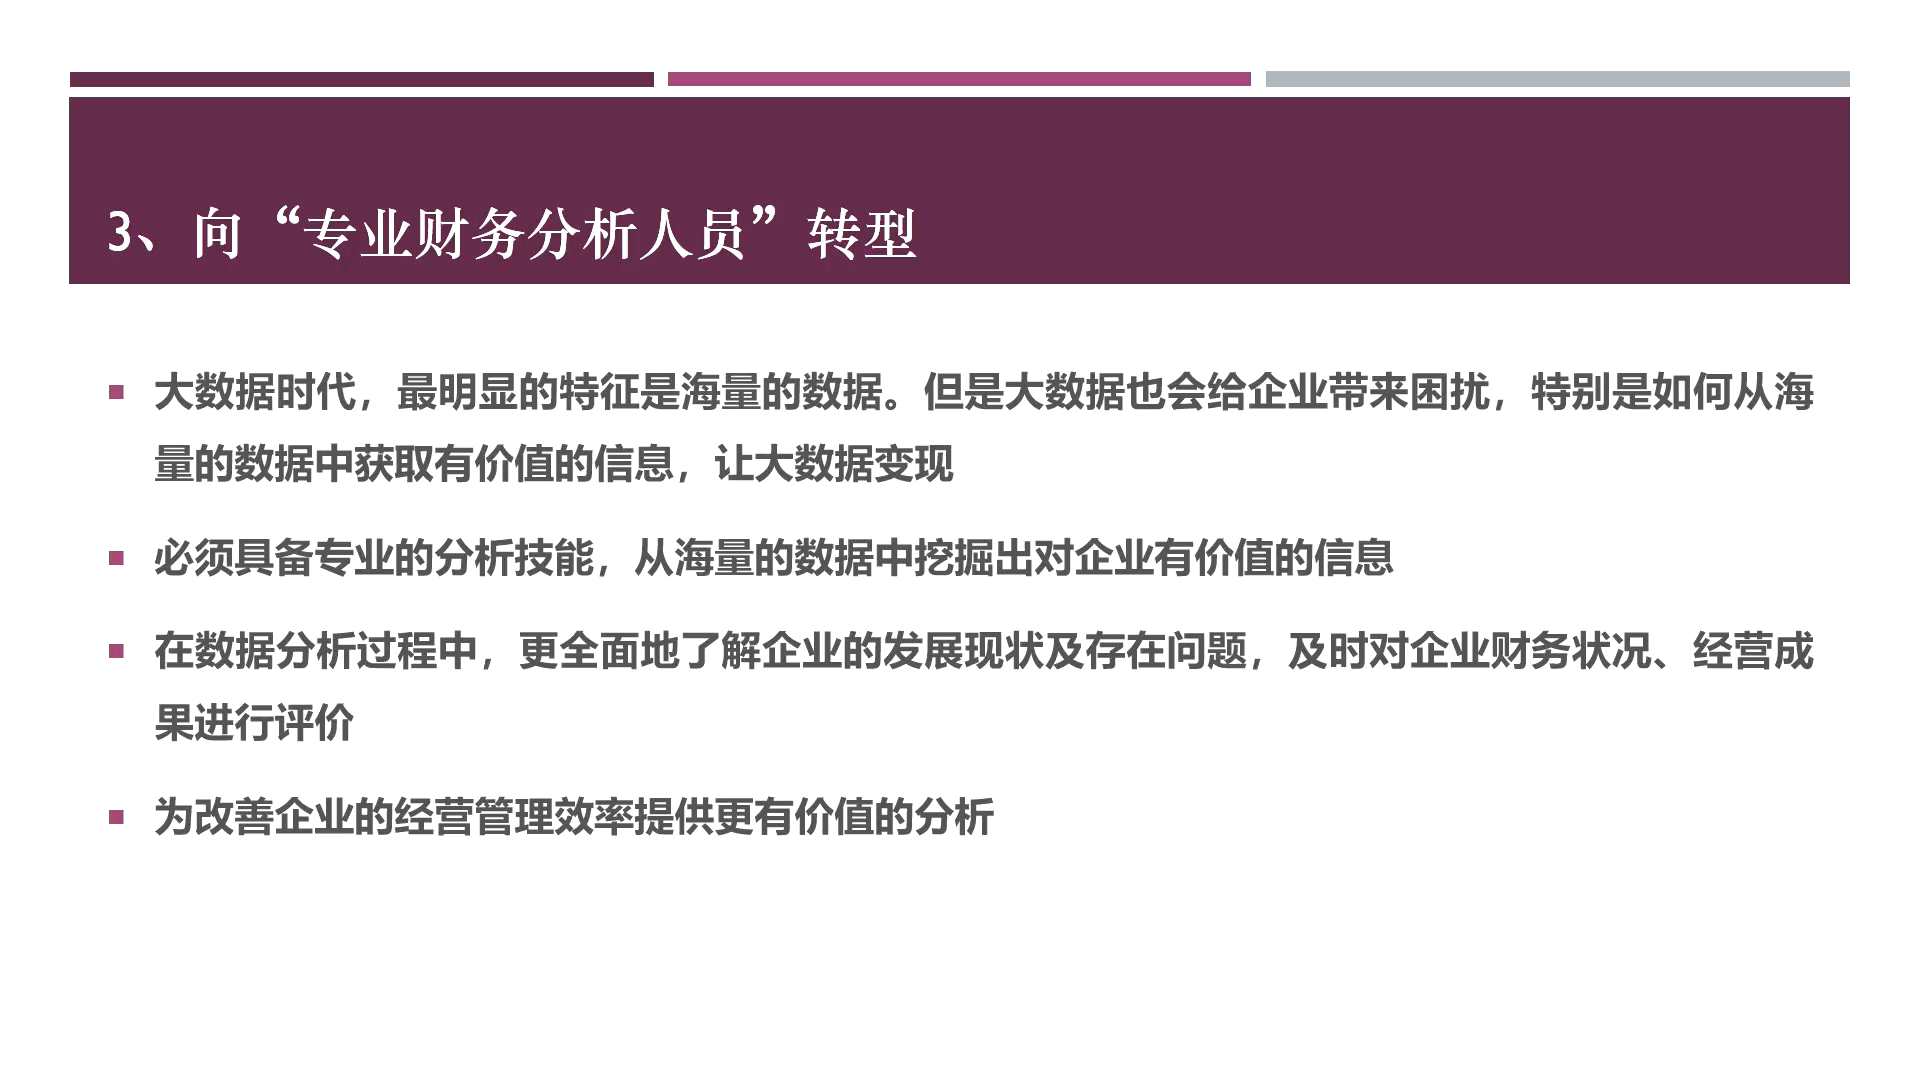 3、向“专业财务分析人员”转型
大数据时代，最明显的特征是海量的数据。但是大数据也会给企业带来困扰，特别是如何从海
量的数据中获取有价值的信息，让大数据变现
必须具备专业的分析技能，从海量的数据中挖掘出对企业有价值的信息
在数据分析过程中，更全面地了解企业的发展现状及存在问题，及时对企业财务状况、经营成
果进行评价
为改善企业的经营管理效率提供更有价值的分析